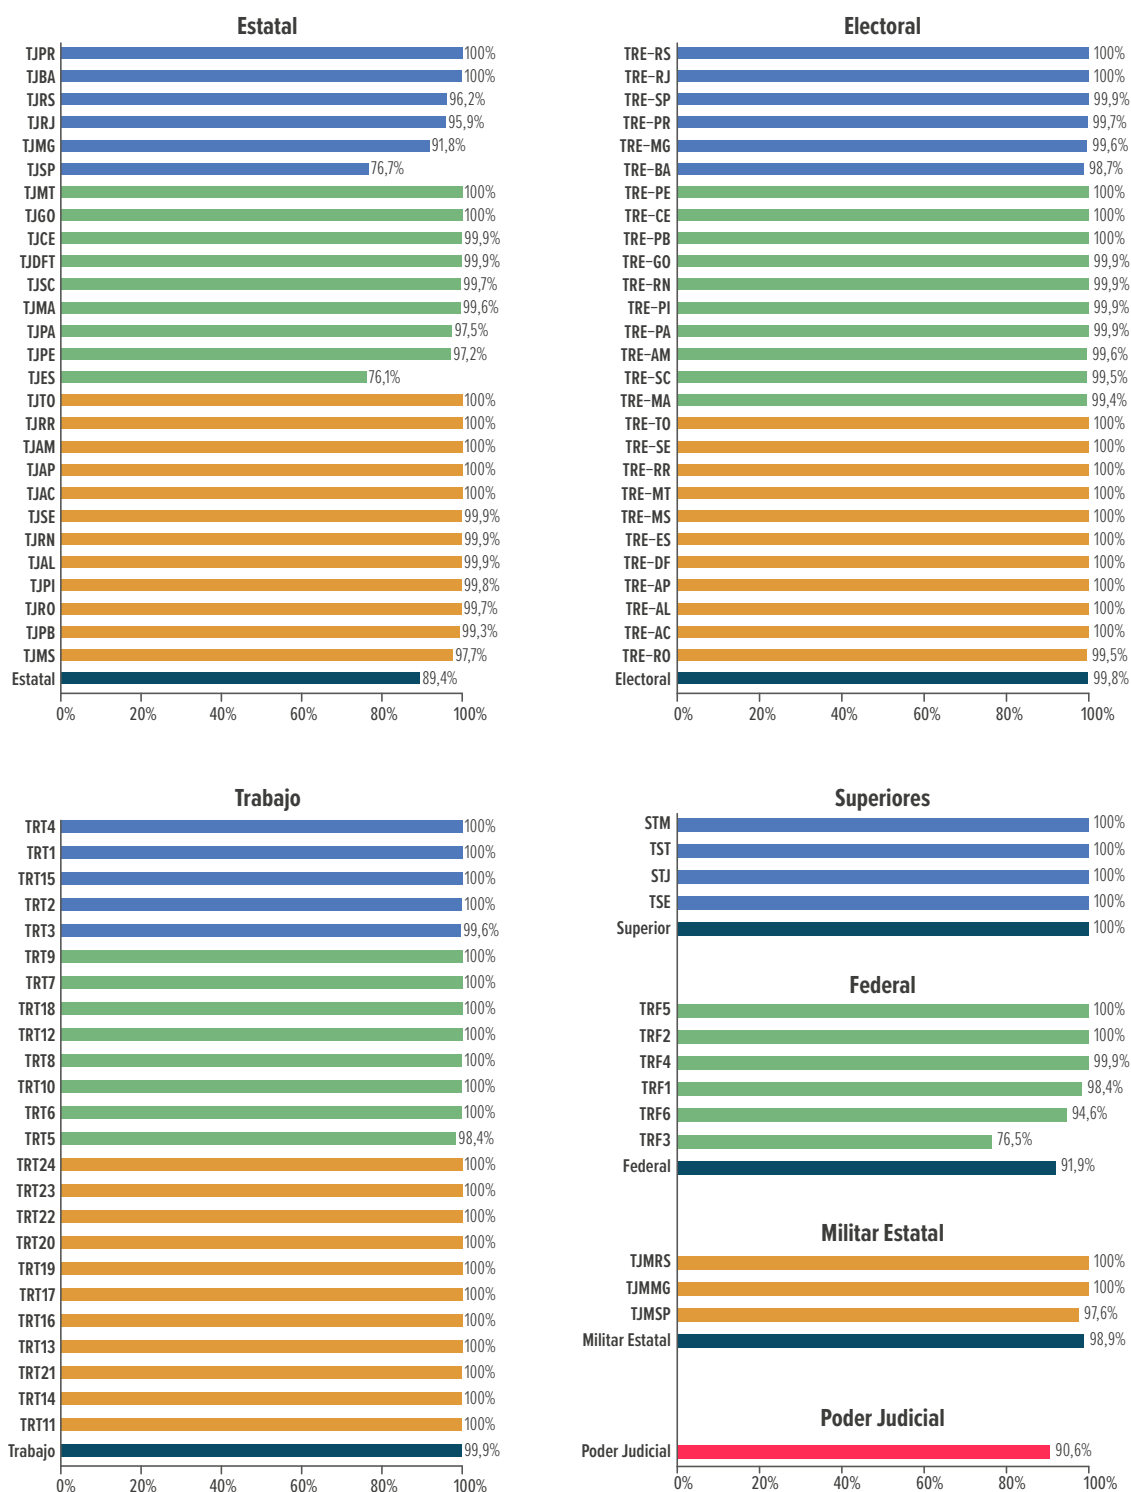 Estatal
TJPR 100%
TJBA 100%
TJRS 96,2%
TJRJ 95,9%
TJMG 91,8%
TJSP 76,7%
TJMT 100%
TJGO 100%
TJCE 99,9%
TJDFT 99,9%
TJSC 99,7%
TJMA 99,6%
TJPA 97,5%
TJPE 97,2%
TJES 76,1%
TJTO 100%
TJRR 100%
TJAM 100%
TJAP 100%
TJAC 100%
TJSE 99,9%
TJRN 99,9%
TJAL 99,9%
TJPI 99,8%
TJRO 99,7%
TJPB 99,3%
TJMS 97,7%
Estatal 89,4%
0% 20% 40% 60% 80% 100%
Electoral
TRE-RS 100%
TRE-RJ 100%
TRE-SP 99,9%
TRE-PR 99,7%
TRE-MG 99,6%
TRE-BA 98,7%
TRE-PE 100%
TRE-CE 100%
TRE-PB 100%
TRE-GO 99,9%
TRE-RN 99,9%
TRE-PI 99,9%
TRE-PA 99,9%
TRE-AM 99,6%
TRE-SC 99,5%
TRE-MA 99,4%
TRE-TO 100%
TRE-SE 100%
TRE-RR 100%
TRE-MT 100%
TRE-MS 100%
TRE-ES 100%
TRE-DF 100%
TRE-AP 100%
TRE-AL 100%
TRE-AC 100%
TRE-RO 99,5%
Electoral 99,8%
0% 20% 40% 60% 80% 100%
Trabajo
TRT4 100%
TRT1 100%
TRT15 100%
TRT2 100%
TRT3 99,6%
TRT9 100%
TRT7 100%
TRT18 100%
TRT12 100%
TRT8 100%
TRT10 100%
TRT6 100%
TRT5 98,4%
TRT24 100%
TRT23 100%
TRT22 100%
TRT20 100%
TRT19 100%
TRT17 100%
TRT16 100%
TRT13 100%
TRT21 100%
TRT14 100%
TRT11 100%
Trabajo 99,9%
0% 20% 40% 60% 80% 100%
Superiores
STM 100%
TST 100%
STJ 100%
TSE 100%
Superior 100%
Federal
TRF5 100%
TRF2 100%
TRF4 99,9%
TRF1 98,4%
TRF6 94,6%
TRF3 76,5%
Federal 91,9%
Militar Estatal
TJMRS 100%
TJMMG 100%
TJMSP 97,6%
Militar Estatal 98,9%
Poder Judicial
Poder Judicial 90,6%
0% 20% 40% 60% 80% 100%